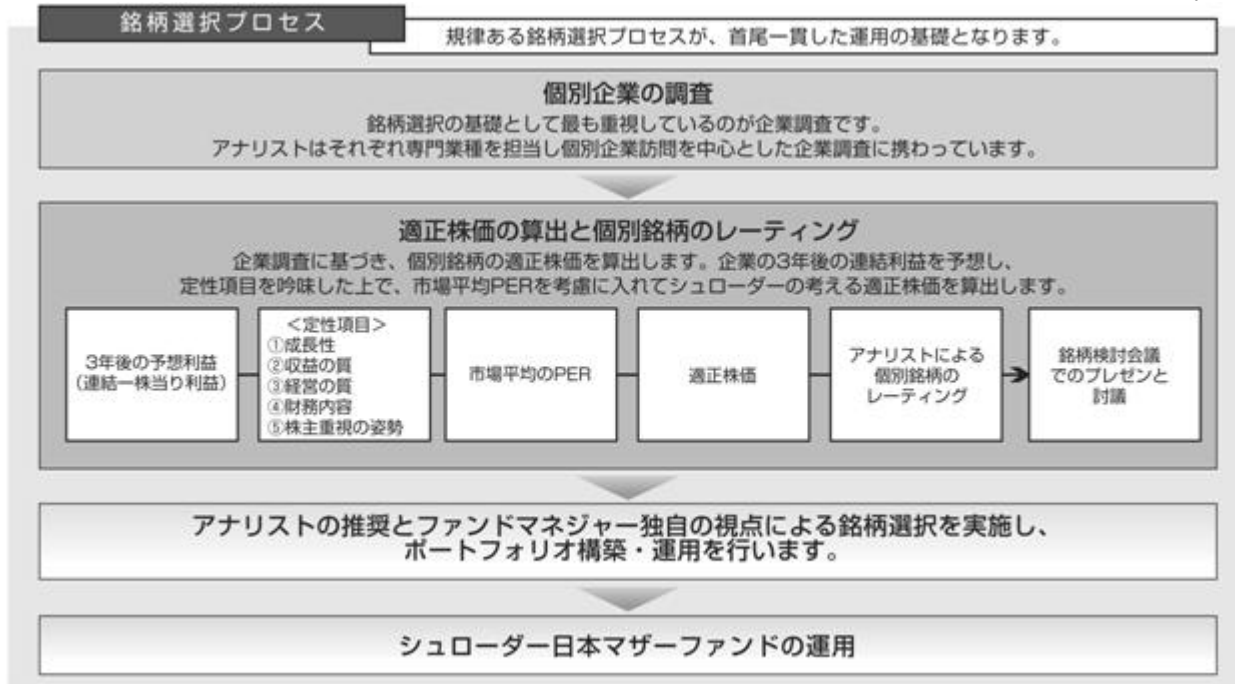 銘柄選択プロセス
規律ある銘柄選択プロセスが、首尾一貫した運用の基礎となります。
個別企業の調査
銘柄選択の基礎として最も重視しているのが企業調査です。
アナリストはそれぞれ専門業種を担当し個別企業訪問を中心とした企業調査に携わっています。
適正株価の算出と個別銘柄のレーティング
企業調査に基づき、個別銘柄の適正株価を算出します。企業の3年後の連結利益を予想し、
定性項目を吟味した上で、市場平均PERを考慮に入れてシュローダーの考える適正株価を算出します。
3年後の予想利益
(連結一株当り利益)
＜定性項目＞
①成長性
②収益の質
③経営の質
④財務内容
⑤株主重視の姿勢
市場平均のPER
適正株価
アナリストによる
個別銘柄の
レーティング
銘柄検討会議
でのプレゼンと
討議
アナリストの推奨とファンドマネジャー独自の視点による銘柄選択を実施し、
ポートフォリオ構築・運用を行います。
シュローダー日本マザーファンドの運用